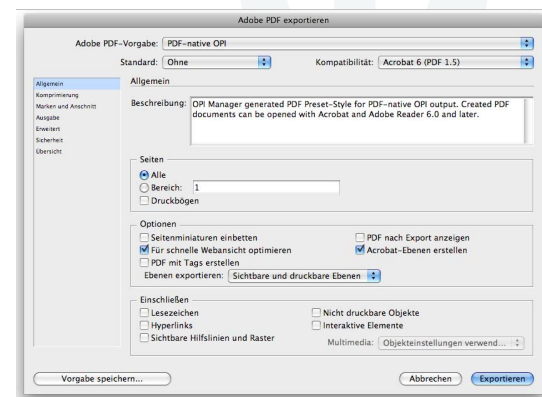 Adobe PDF exportieren
Adobe PDF-Vorgabe: PDF-native OPI
Standard: Ohne
Kompatibilität: Acrobat 6 (PDF 1.5)
Allgemein
Komprimierung
Marken und Anschnitt
Ausgabe
Erweitert
Sicherheit
Übersicht
Allgemein
Beschreibung: OPI Manager generated PDF Preset-Style for PDF-native OPI output. Created PDF
documents can be opened with Acrobat and Adobe Reader 6.0 and later.
Seiten
Alle
Bereich: 1
Druckbögen
Optionen
Seitenminiaturen einbetten
PDF nach Export anzeigen
Für schnelle Webansicht optimieren
Acrobat-Ebenen erstellen
PDF mit Tags erstellen
Ebenen exportieren: Sichtbare und druckbare Ebenen
Einschließen
Lesezeichen
Nicht druckbare Objekte
Hyperlinks
Interaktive Elemente
Sichtbare Hilfslinien und Raster
Multimedia: Objekteinstellungen verwend...
Vorgabe speichern...
Abbrechen
Exportieren